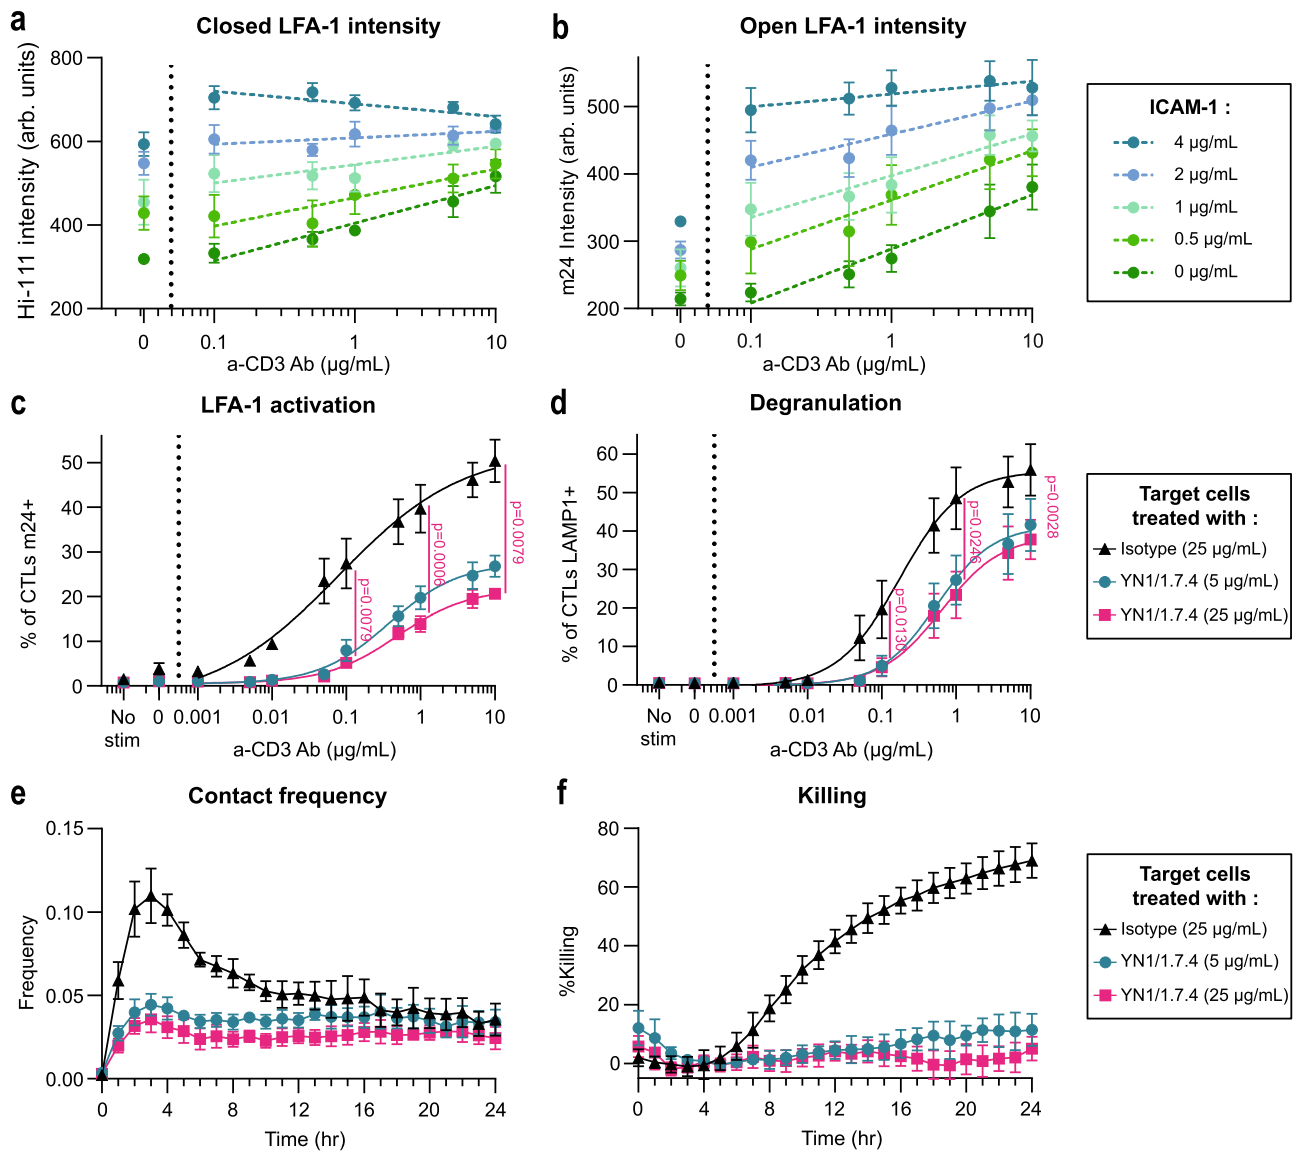 a
Closed LFA-1 intensity
Hi-111 intensity (arb. units)
800
600
400
200
0
0.1
1
10
a-CD3 Ab (µg/mL)
b
Open LFA-1 intensity
m24 Intensity (arb. units)
500
400
300
200
0
0.1
1
10
a-CD3 Ab (µg/mL)
ICAM-1 :
4 µg/mL
2 µg/mL
1 µg/mL
0.5 µg/mL
0 µg/mL
c
LFA-1 activation
% of CTLs m24+
50
40
30
20
10
0
p=0.0079
p=0.0006
p=0.0079
No stim
0
0.001
0.01
0.1
1
10
a-CD3 Ab (µg/mL)
d
Degranulation
% of CTLs LAMP1+
60
50
40
30
20
10
0
p=0.0130
p=0.0246
p=0.0028
No stim
0
0.001
0.01
0.1
1
10
a-CD3 Ab (µg/mL)
Target cells
treated with :
Isotype (25 µg/mL)
YN1/1.7.4 (5 µg/mL)
YN1/1.7.4 (25 µg/mL)
e
Contact frequency
Frequency
0.15
0.10
0.05
0.00
0
4
8
12
16
20
24
Time (hr)
f
Killing
%Killing
80
60
40
20
0
0
4
8
12
16
20
24
Time (hr)
Target cells
treated with :
Isotype (25 µg/mL)
YN1/1.7.4 (5 µg/mL)
YN1/1.7.4 (25 µg/mL)